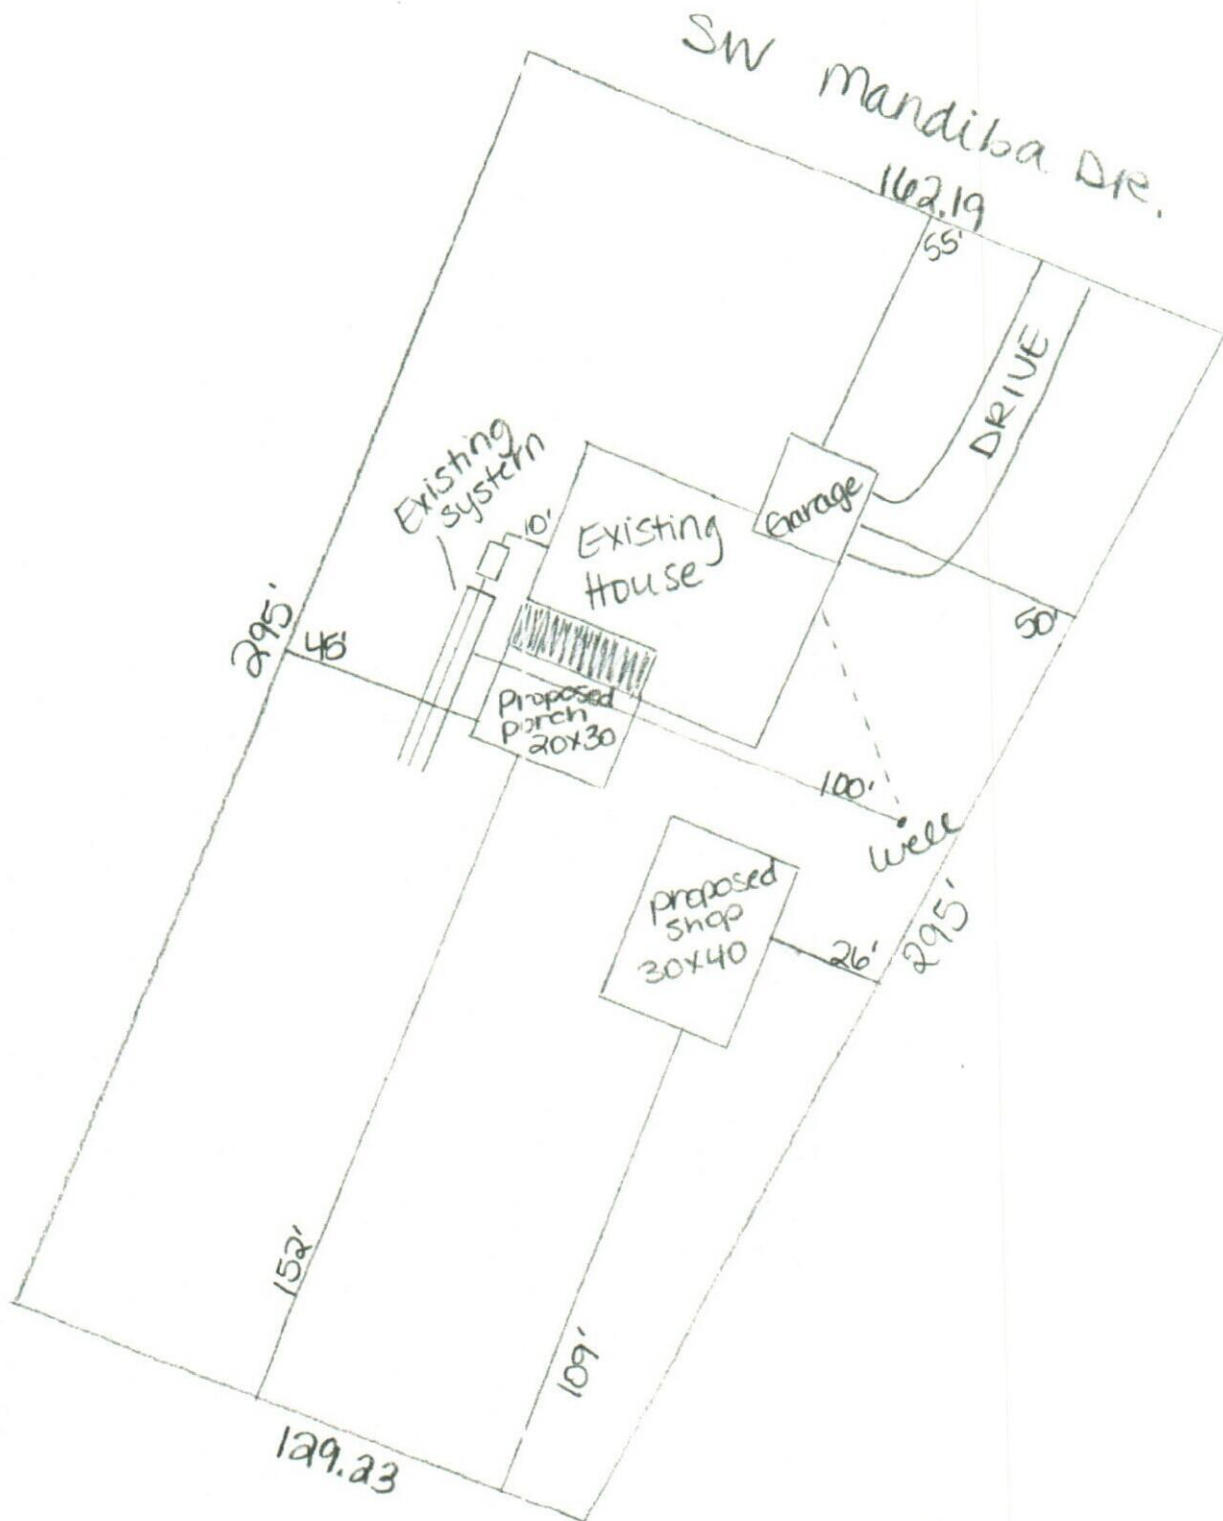 SW Mandiba DR.
162.19
55'
DRIVE
Garage
Existing
system
10'
Existing
House
50'
295'
45'
Proposed
porch
20x30
100'
Well
proposed
shop
30x40
26'
295'
152'
109'
129.23